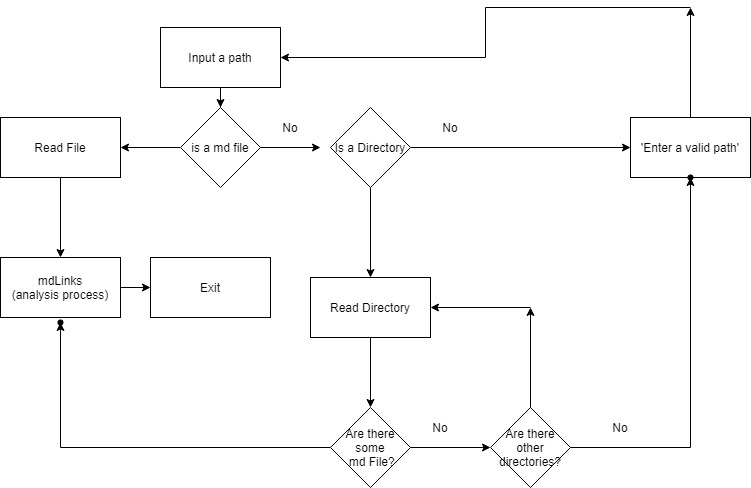 Input a path
No
No
Read File
is a md file
Is a Directory
'Enter a valid path'
mdLinks
(analysis process)
Exit
Read Directory
No
No
Are there
some
md File?
Are there
other
directories?